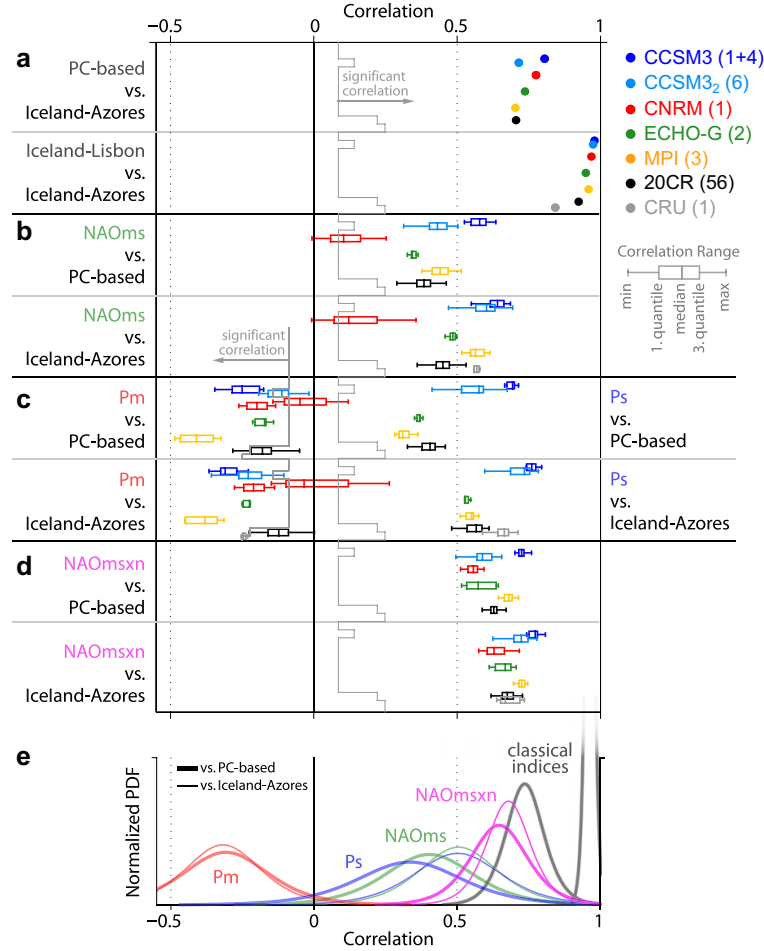 Correlation
−0.5
0
0.5
1
a
PC-based
vs.
Iceland-Azores
significant
correlation
Iceland-Lisbon
vs.
Iceland-Azores
CCSM3 (1+4)
CCSM3₂ (6)
CNRM (1)
ECHO-G (2)
MPI (3)
20CR (56)
CRU (1)
Correlation Range
min
1. quantile
median
3. quantile
max
b
NAOms
vs.
PC-based
NAOms
vs.
Iceland-Azores
significant
correlation
c
Pm
vs.
PC-based
Ps
vs.
PC-based
Pm
vs.
Iceland-Azores
Ps
vs.
Iceland-Azores
d
NAOmsxn
vs.
PC-based
NAOmsxn
vs.
Iceland-Azores
e
Normalized PDF
vs. PC-based
vs. Iceland-Azores
classical
indices
NAOmsxn
NAOms
Ps
Pm
−0.5
0
0.5
1
Correlation